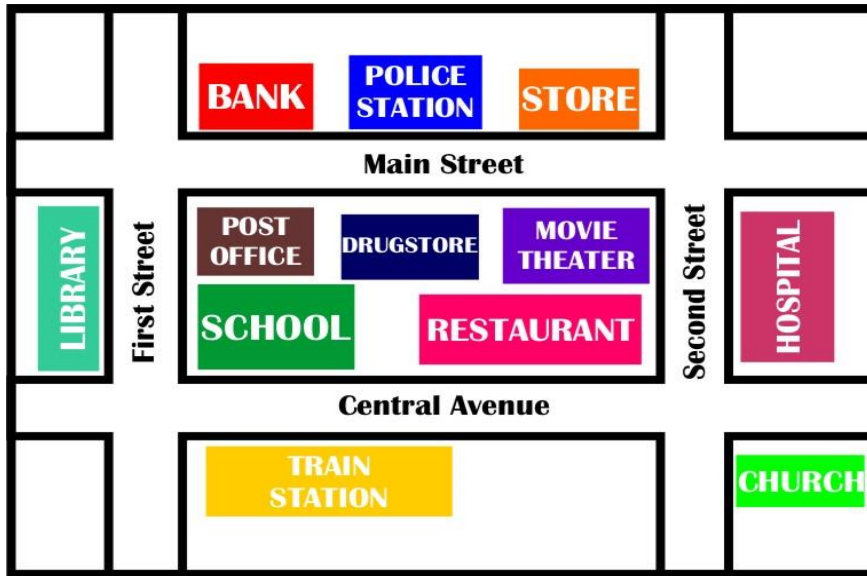 BANK
POLICE
STATION
STORE
Main Street
LIBRARY
First Street
POST
OFFICE
DRUGSTORE
MOVIE
THEATER
Second Street
HOSPITAL
SCHOOL
RESTAURANT
Central Avenue
TRAIN
STATION
CHURCH